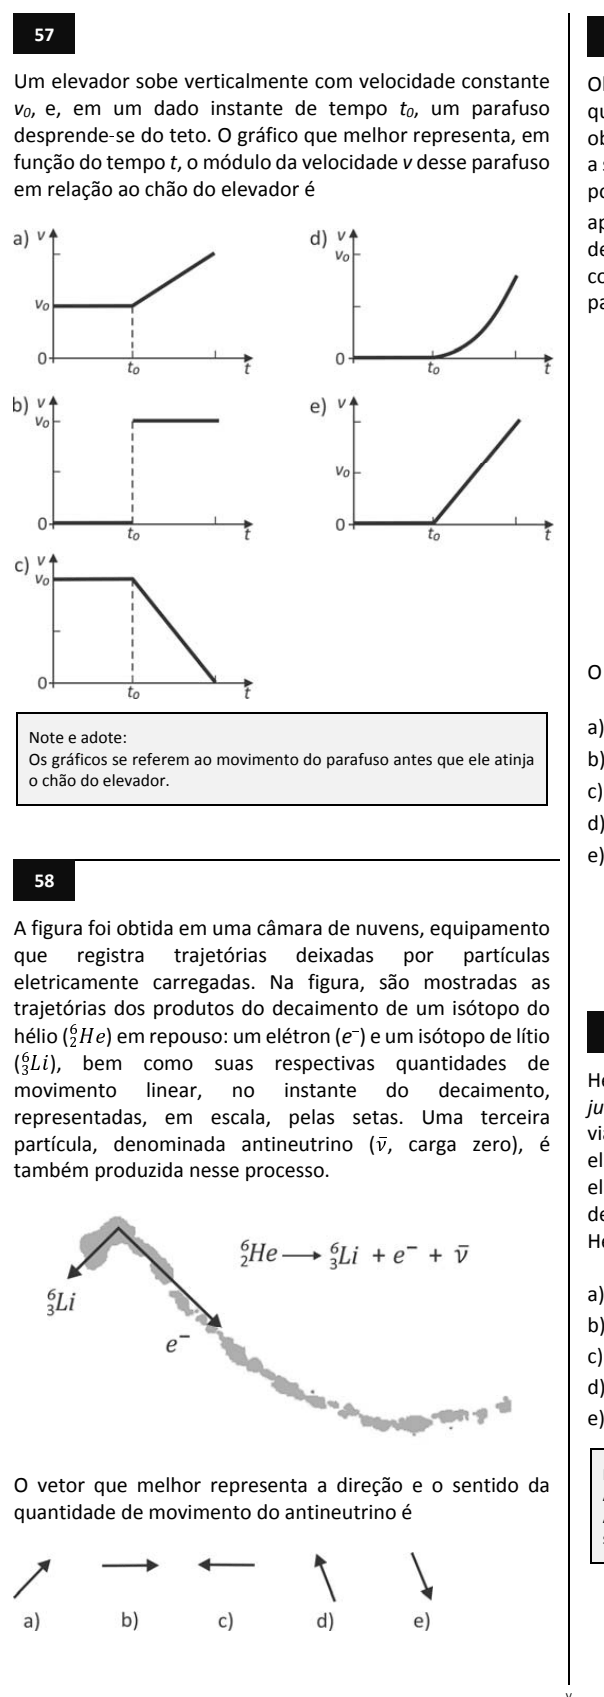 57
Um elevador sobe verticalmente com velocidade constante
v₀, e, em um dado instante de tempo t₀, um parafuso
desprende-se do teto. O gráfico que melhor representa, em
função do tempo t, o módulo da velocidade v desse parafuso
em relação ao chão do elevador é
a) v
v₀
0
t₀
t
b) v
v₀
0
t₀
t
c) v
v₀
0
t₀
t
d) v
v₀
0
t₀
t
e) v
v₀
0
t₀
t
Note e adote:
Os gráficos se referem ao movimento do parafuso antes que ele atinja
o chão do elevador.
58
A figura foi obtida em uma câmara de nuvens, equipamento
que registra trajetórias deixadas por partículas
eletricamente carregadas. Na figura, são mostradas as
trajetórias dos produtos do decaimento de um isótopo do
hélio (⁶₂He) em repouso: um elétron (e⁻) e um isótopo de lítio
(⁶₃Li), bem como suas respectivas quantidades de
movimento linear, no instante do decaimento,
representadas, em escala, pelas setas. Uma terceira
partícula, denominada antineutrino (ν̅, carga zero), é
também produzida nesse processo.
⁶₂He ⟶ ⁶₃Li + e⁻ + ν̅
⁶₃Li
e⁻
O vetor que melhor representa a direção e o sentido da
quantidade de movimento do antineutrino é
a) b) c) d) e)
O
a)
b)
c)
d)
e)
a)
b)
c)
d)
e)